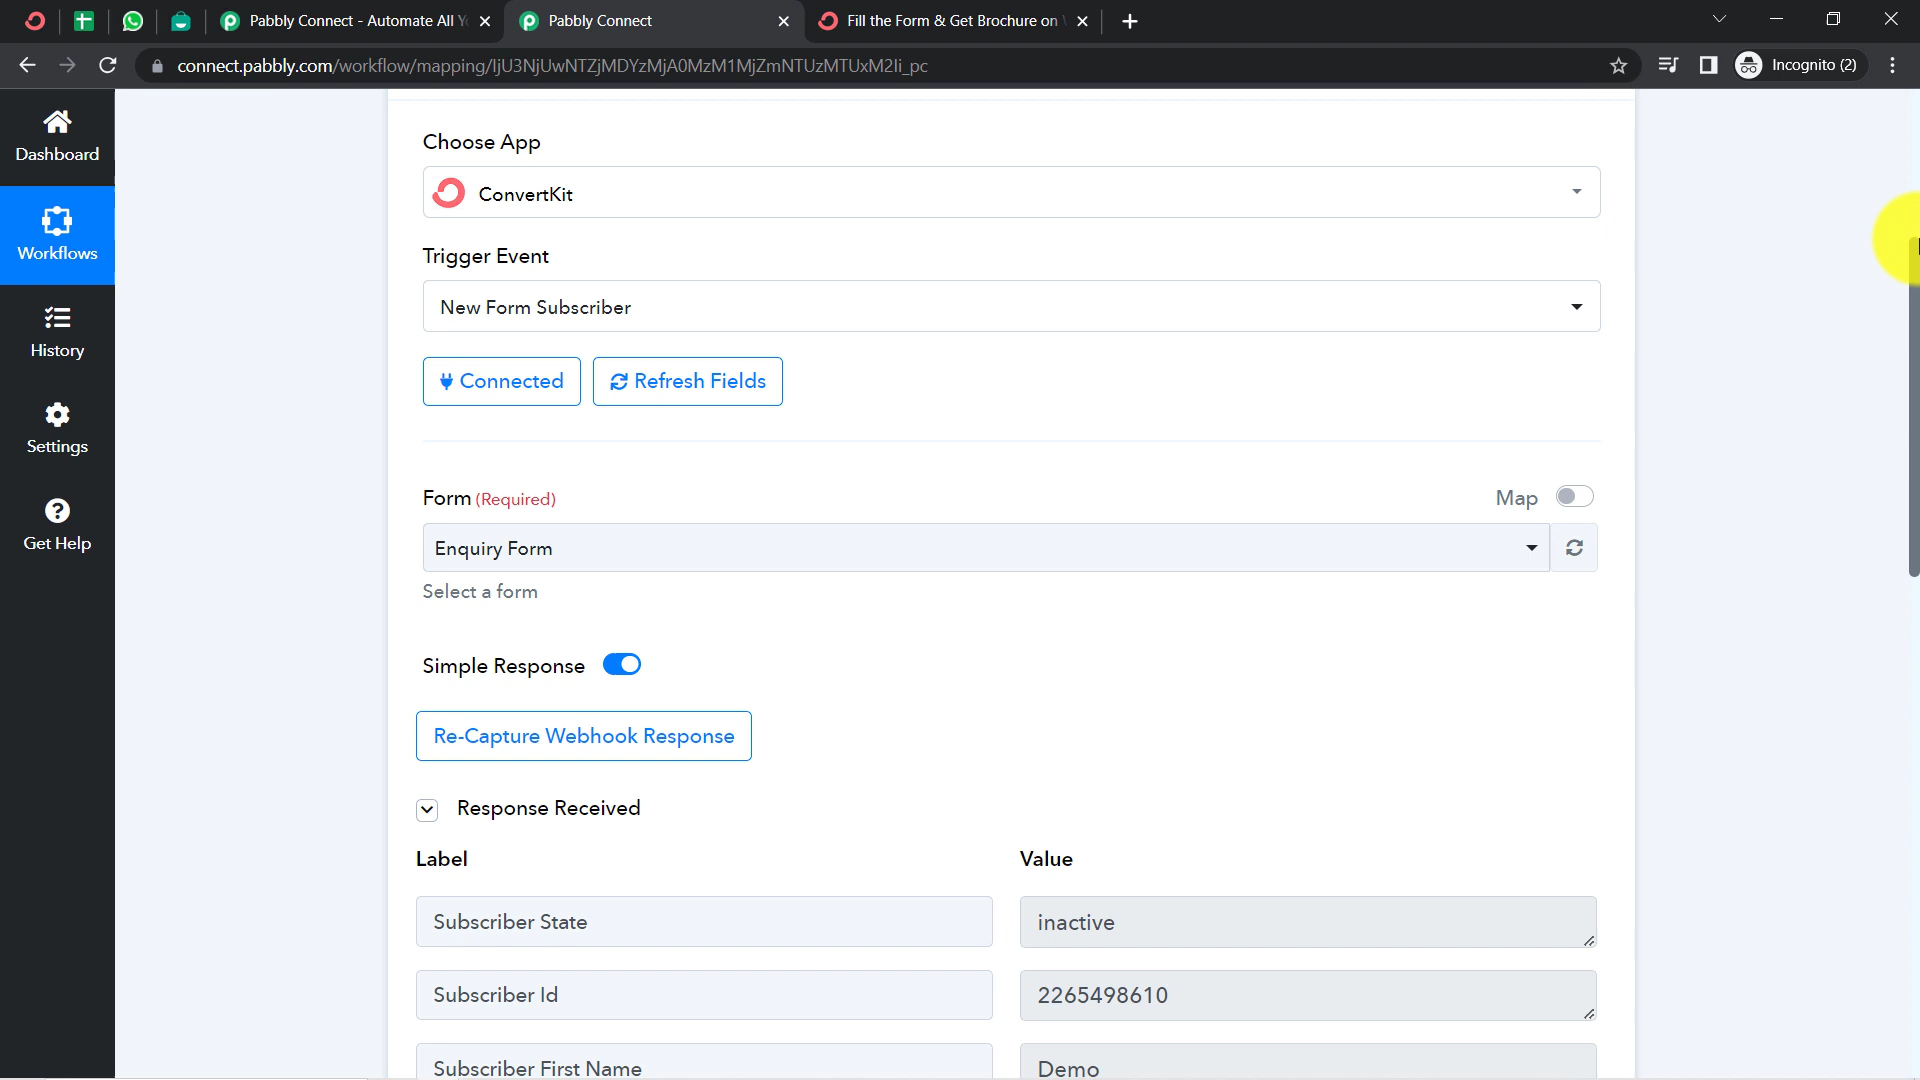 Pabbly Connect - Automate All Y
Pabbly Connect
Fill the Form & Get Brochure on
connect.pabbly.com/workflow/mapping/IjU3NjUwNTZjMDYzMjA0MzM1MjZmNTUzMTUxM2Ii_pc
Incognito (2)
Dashboard
Workflows
History
Settings
Get Help
Choose App
ConvertKit
Trigger Event
New Form Subscriber
Connected
Refresh Fields
Form (Required)
Map
Enquiry Form
Select a form
Simple Response
Re-Capture Webhook Response
Response Received
Label
Value
Subscriber State
inactive
Subscriber Id
2265498610
Subscriber First Name
Demo